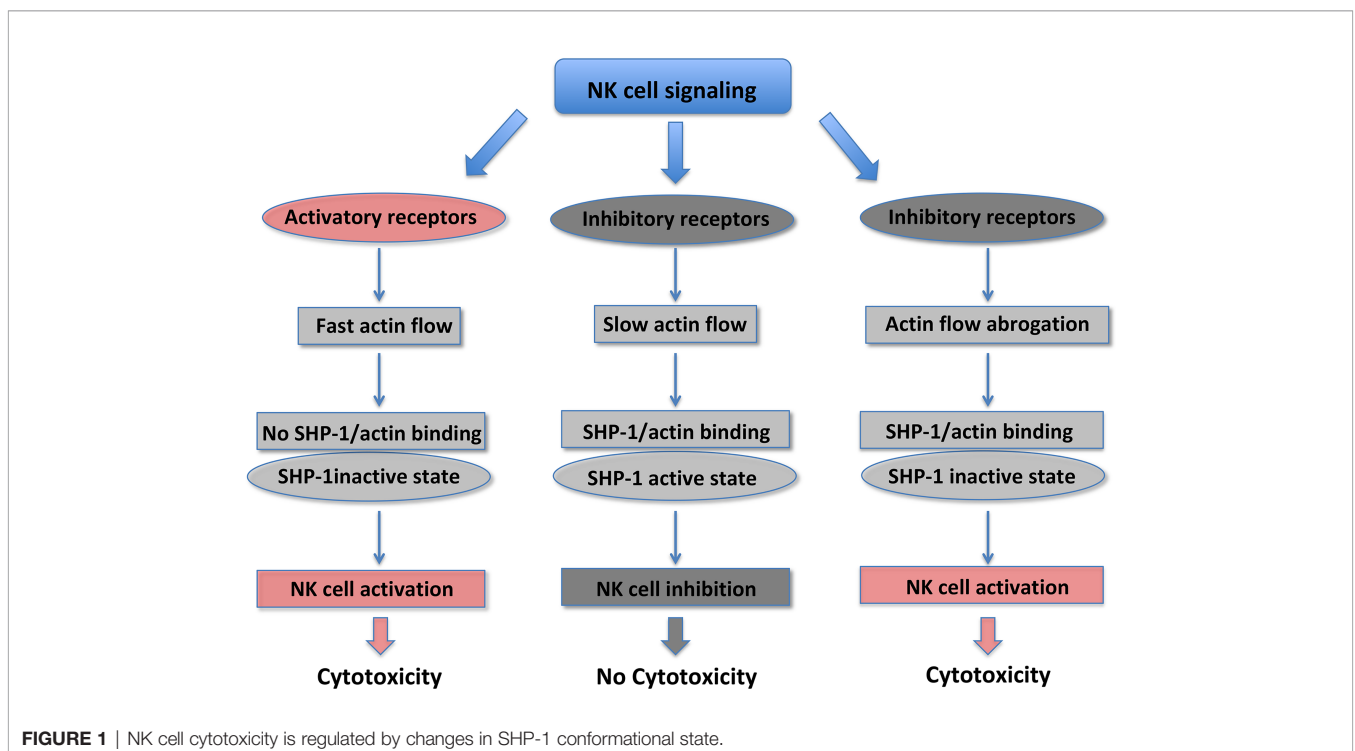 NK cell signaling
Activatory receptors
Inhibitory receptors
Inhibitory receptors
Fast actin flow
Slow actin flow
Actin flow abrogation
No SHP-1/actin binding
SHP-1/actin binding
SHP-1/actin binding
SHP-1inactive state
SHP-1 active state
SHP-1 inactive state
NK cell activation
NK cell inhibition
NK cell activation
Cytotoxicity
No Cytotoxicity
Cytotoxicity
FIGURE 1 | NK cell cytotoxicity is regulated by changes in SHP-1 conformational state.